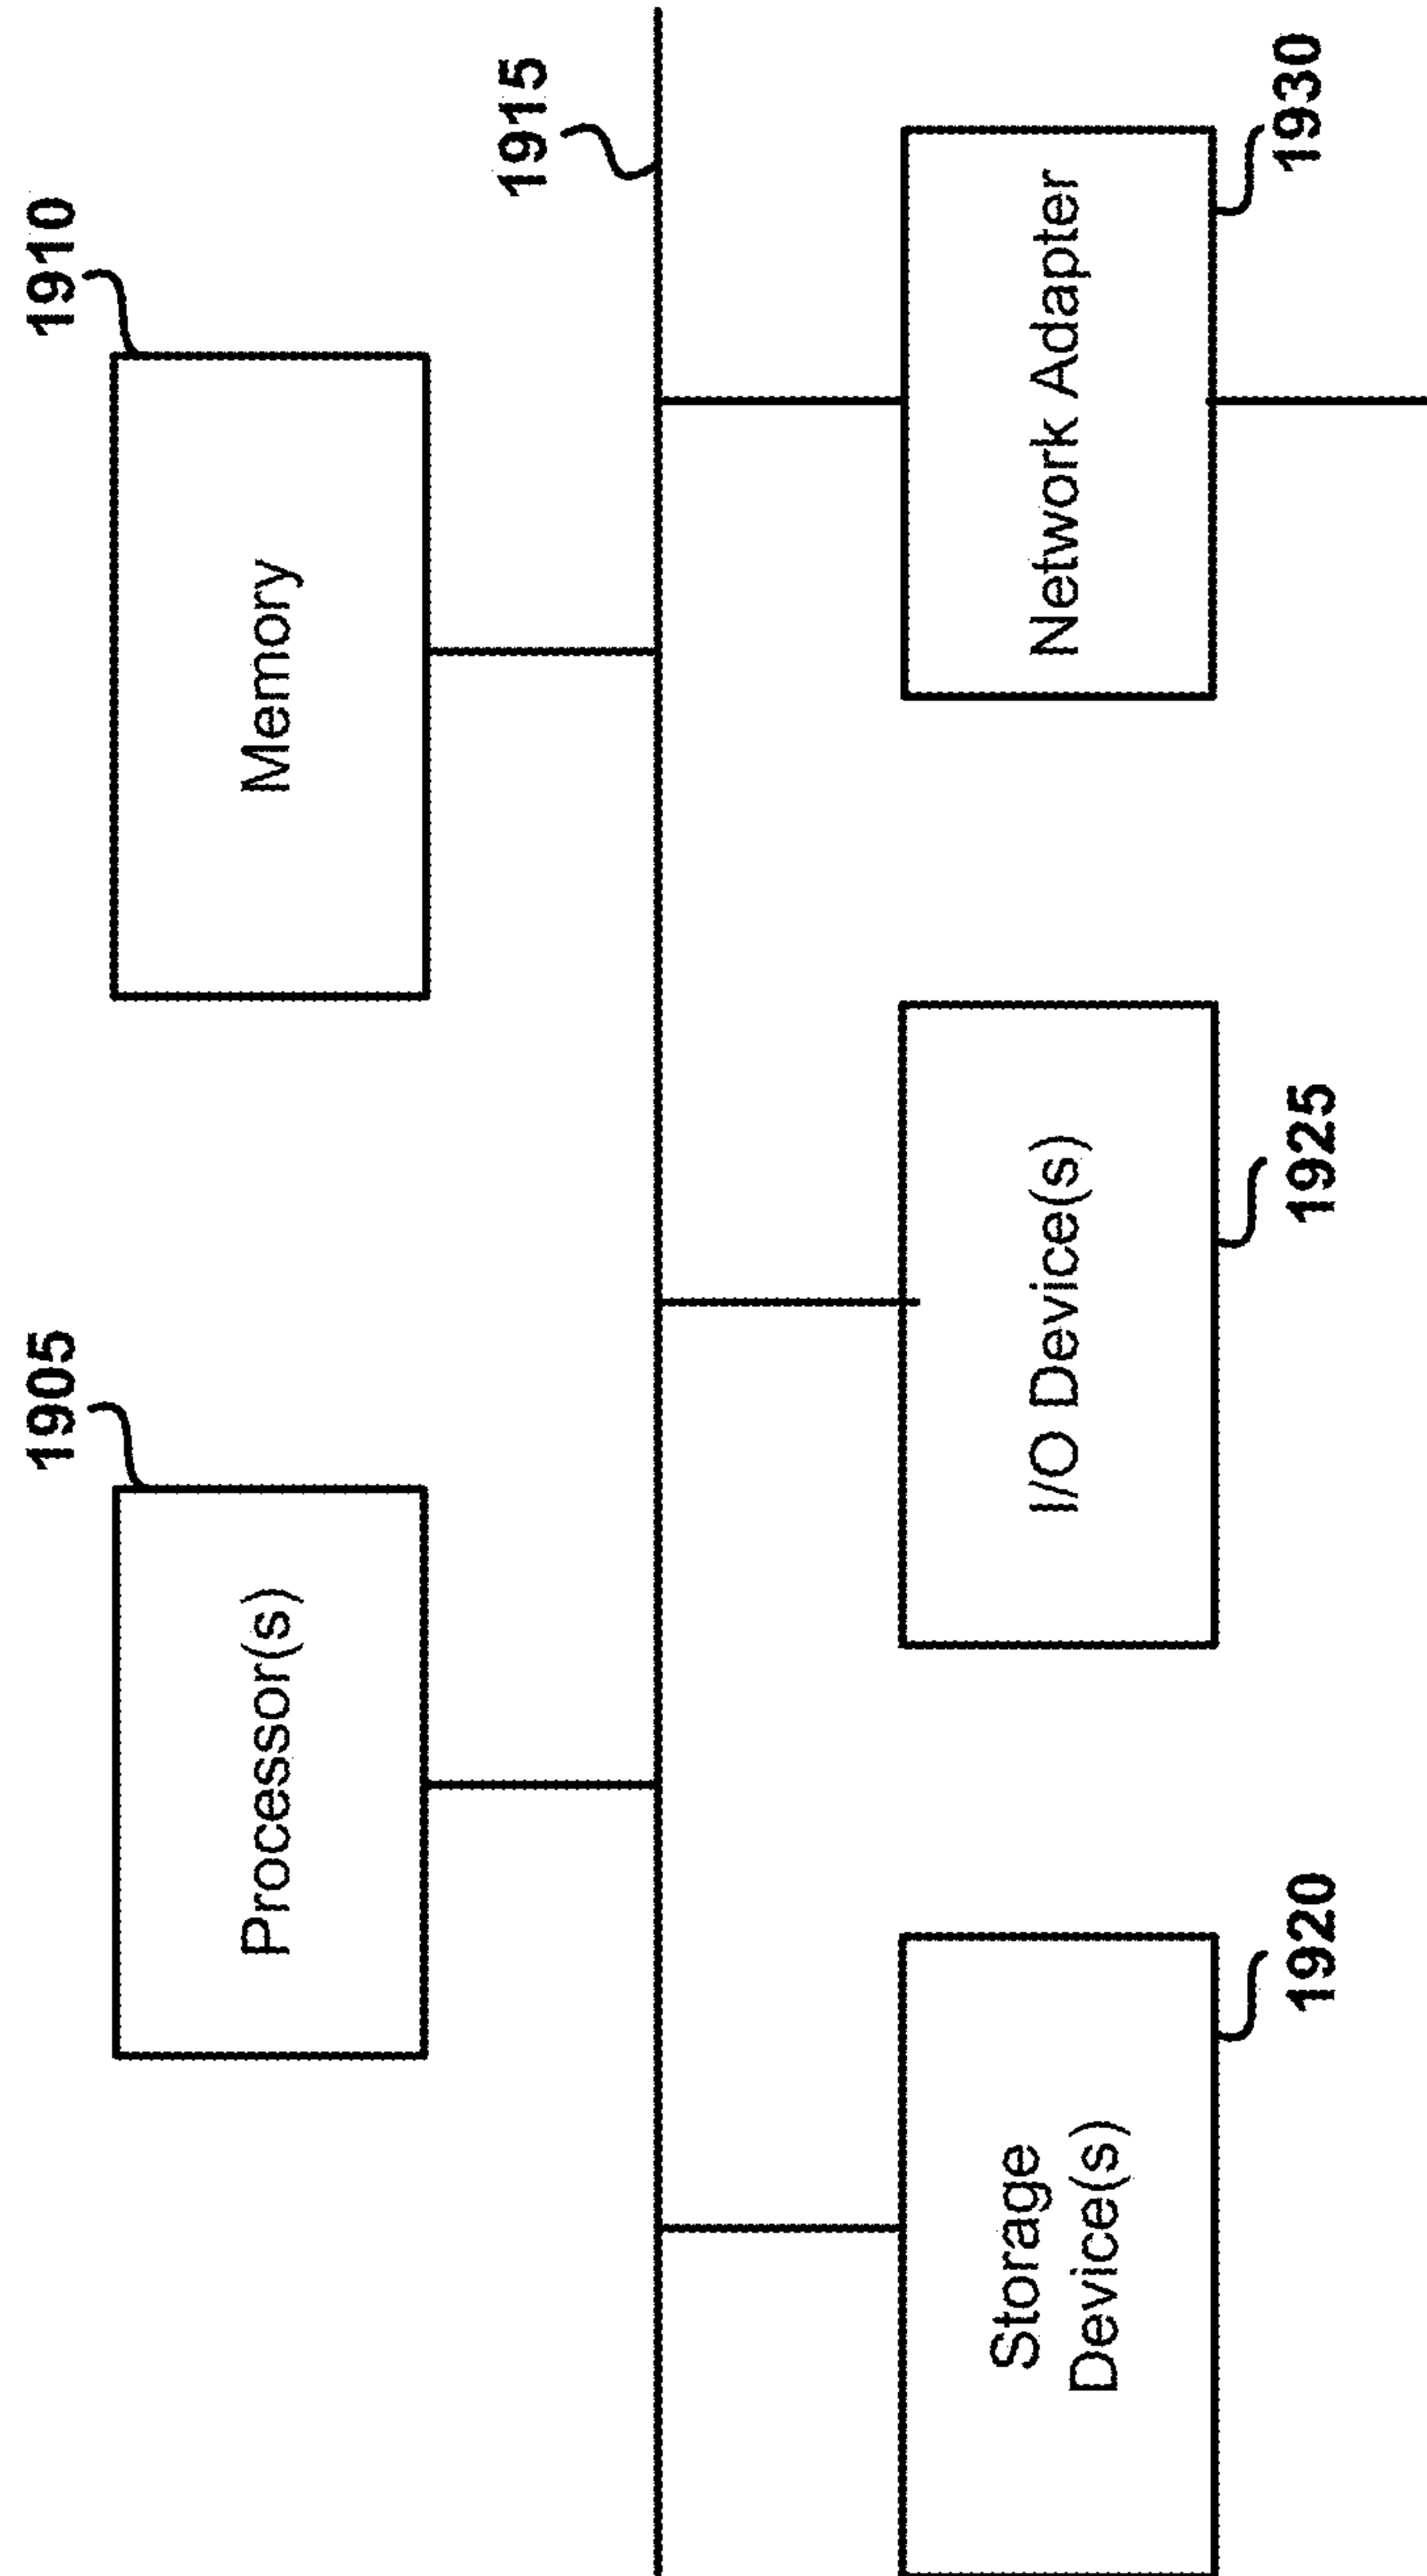 1905
Processor(s)
1910
Memory
1915
Storage
Device(s)
1920
I/O Device(s)
1925
Network Adapter
1930